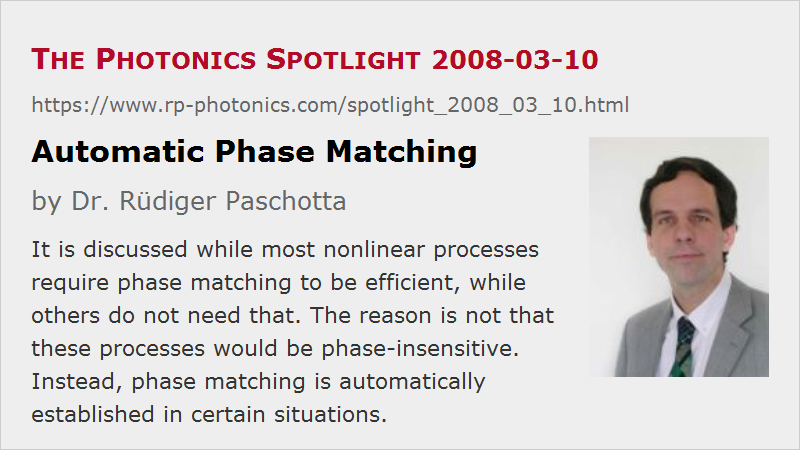 The Photonics Spotlight 2008-03-10
https://www.rp-photonics.com/spotlight_2008_03_10.html
Automatic Phase Matching
by Dr. Rüdiger Paschotta
It is discussed while most nonlinear processes
require phase matching to be efficient, while
others do not need that. The reason is not that
these processes would be phase-insensitive.
Instead, phase matching is automatically
established in certain situations.